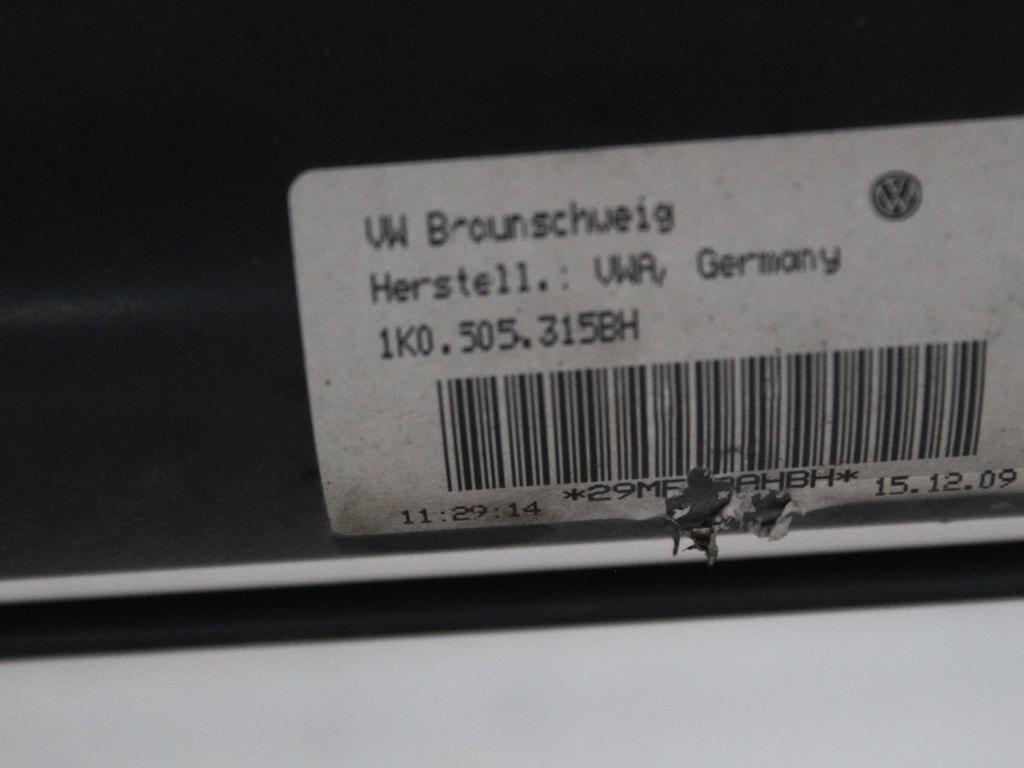 VW Braunschweig
Herstell.: VWA, Germany
1K0.505.315BH
11:29:14 15.12.09